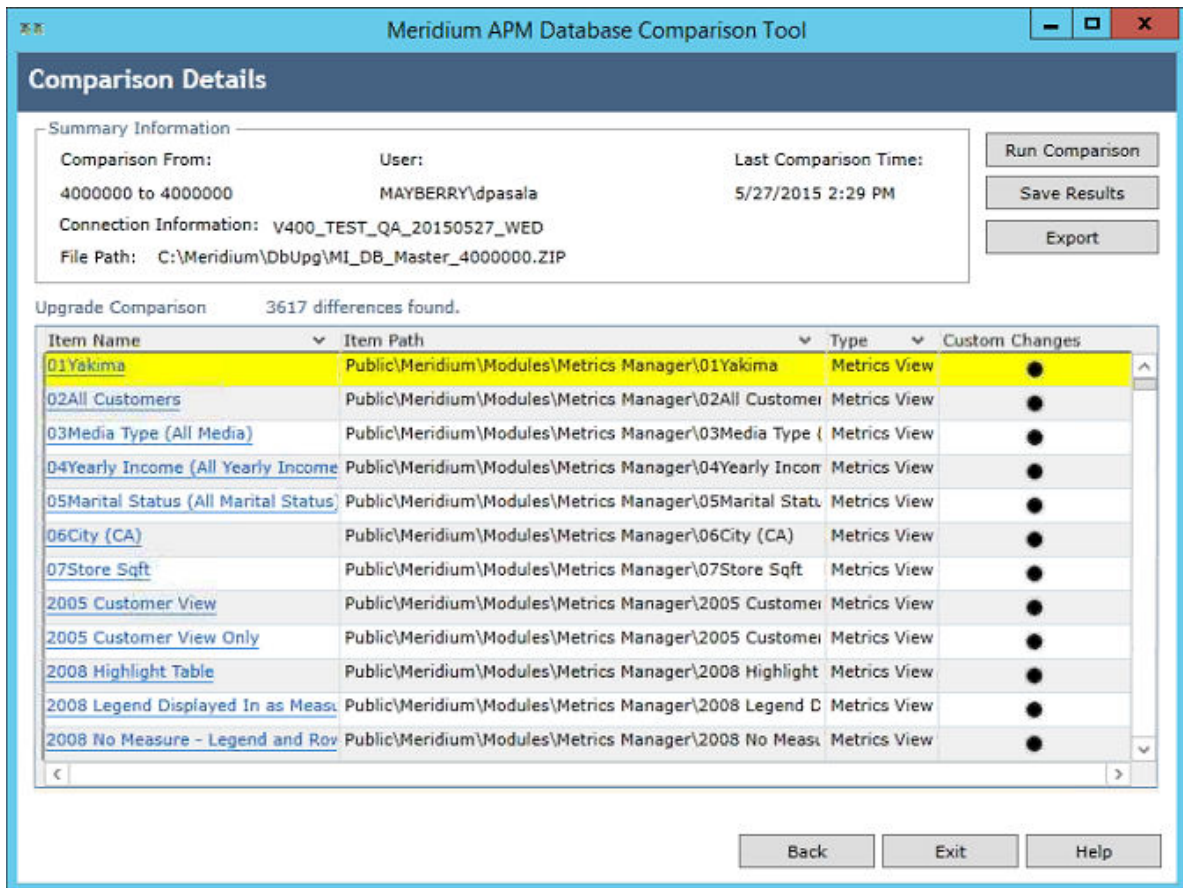 Meridium APM Database Comparison Tool
Comparison Details
Summary Information
Comparison From: User: Last Comparison Time:
4000000 to 4000000 MAYBERRY\dpasala 5/27/2015 2:29 PM
Connection Information: V400_TEST_QA_20150527_WED
File Path: C:\Meridium\DbUpg\MI_DB_Master_4000000.ZIP
Run Comparison
Save Results
Export
Upgrade Comparison 3617 differences found.
Item Name Item Path Type Custom Changes
01Yakima Public\Meridium\Modules\Metrics Manager\01Yakima Metrics View
02All Customers Public\Meridium\Modules\Metrics Manager\02All Customer Metrics View
03Media Type (All Media) Public\Meridium\Modules\Metrics Manager\03Media Type ( Metrics View
04Yearly Income (All Yearly Income Public\Meridium\Modules\Metrics Manager\04Yearly Incom Metrics View
05Marital Status (All Marital Status) Public\Meridium\Modules\Metrics Manager\05Marital Statu Metrics View
06City (CA) Public\Meridium\Modules\Metrics Manager\06City (CA) Metrics View
07Store Sqft Public\Meridium\Modules\Metrics Manager\07Store Sqft Metrics View
2005 Customer View Public\Meridium\Modules\Metrics Manager\2005 Customer Metrics View
2005 Customer View Only Public\Meridium\Modules\Metrics Manager\2005 Customer Metrics View
2008 Highlight Table Public\Meridium\Modules\Metrics Manager\2008 Highlight Metrics View
2008 Legend Displayed In as Measu Public\Meridium\Modules\Metrics Manager\2008 Legend D Metrics View
2008 No Measure - Legend and Row Public\Meridium\Modules\Metrics Manager\2008 No Measu Metrics View
Back Exit Help